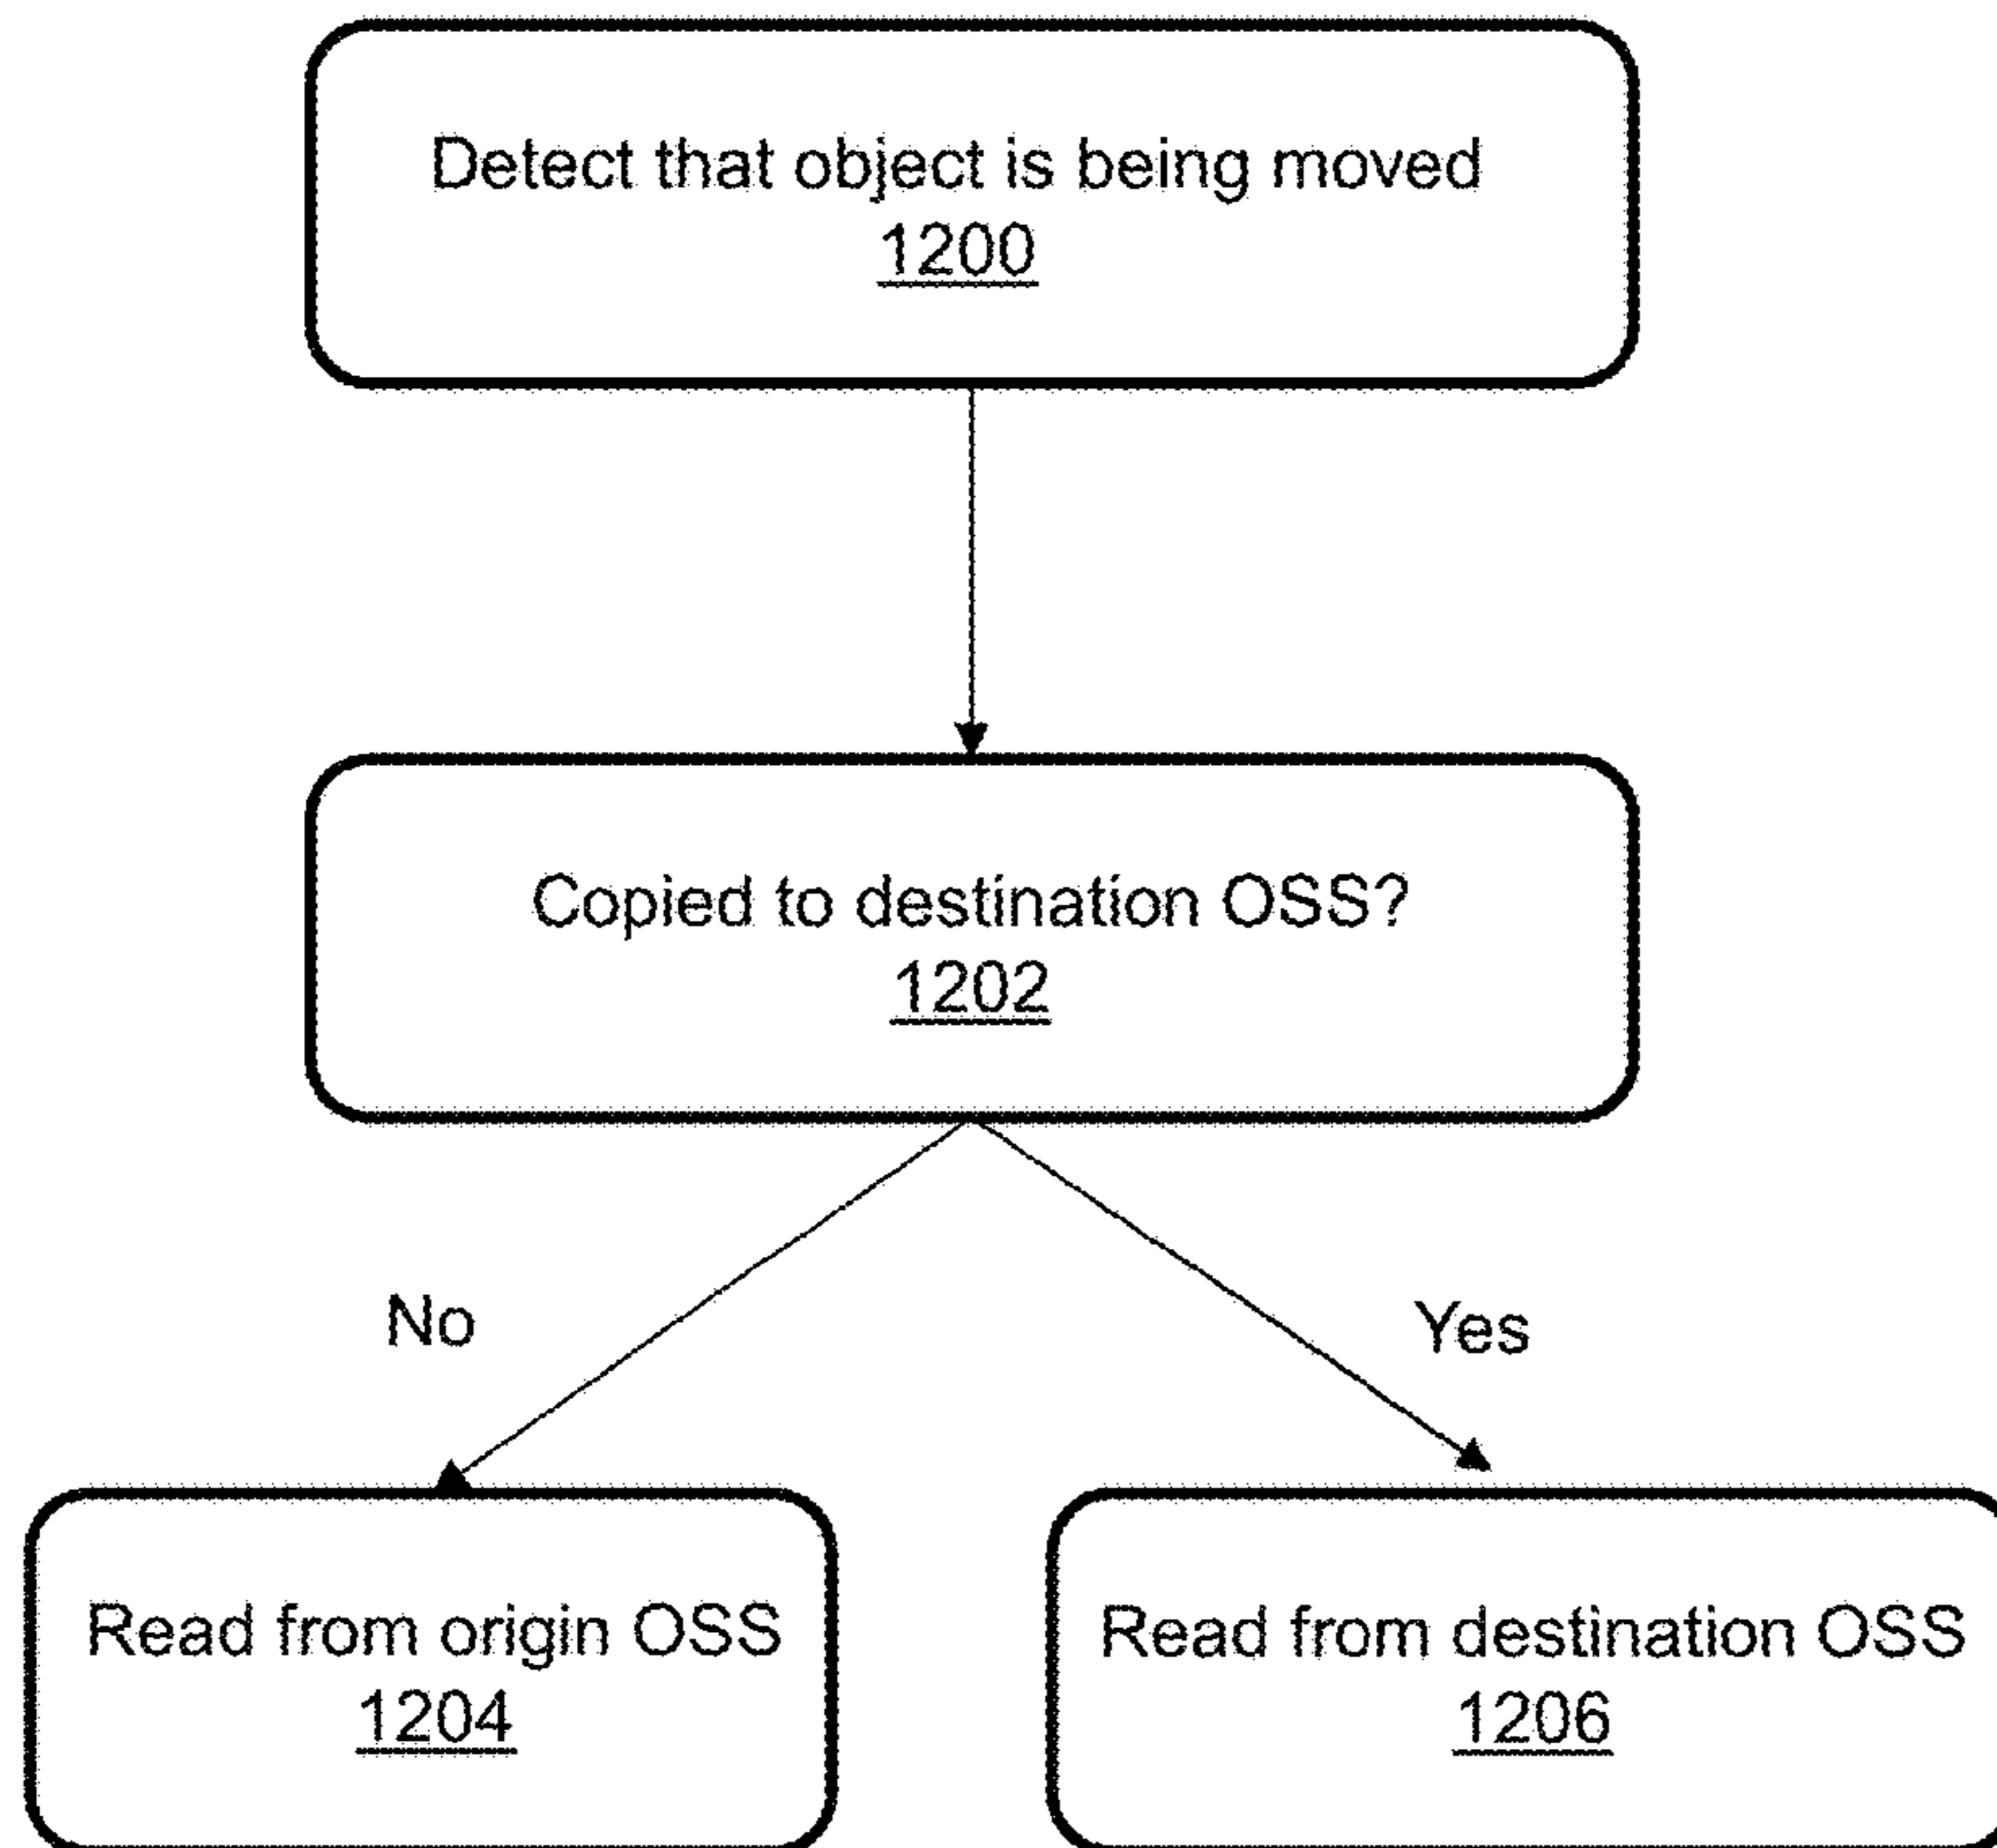 Detect that object is being moved
1200
Copied to destination OSS?
1202
No
Yes
Read from origin OSS
1204
Read from destination OSS
1206